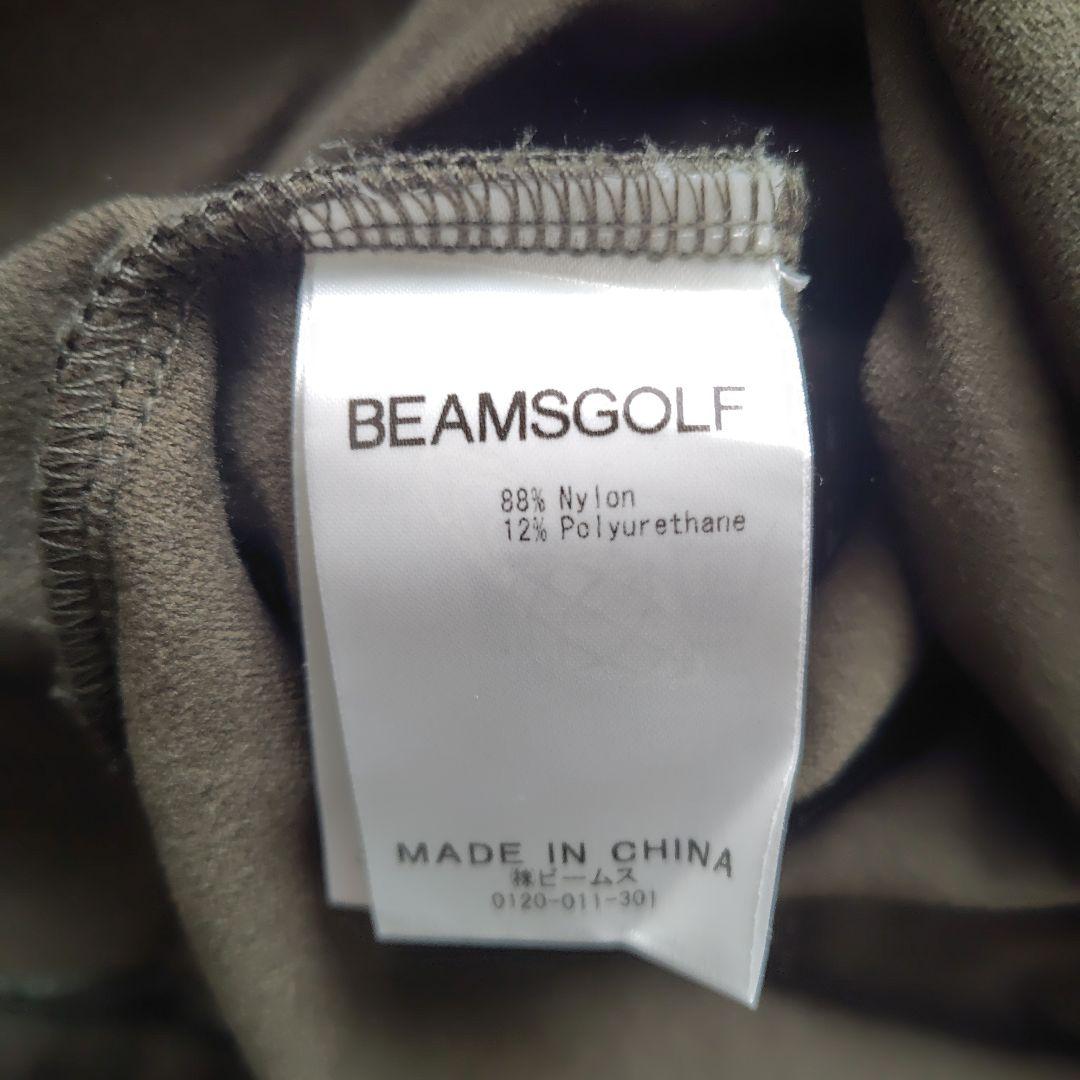 BEAMSGOLF
88% Nylon
12% Polyurethane
MADE IN CHINA
㈱ビームス
0120-011-301